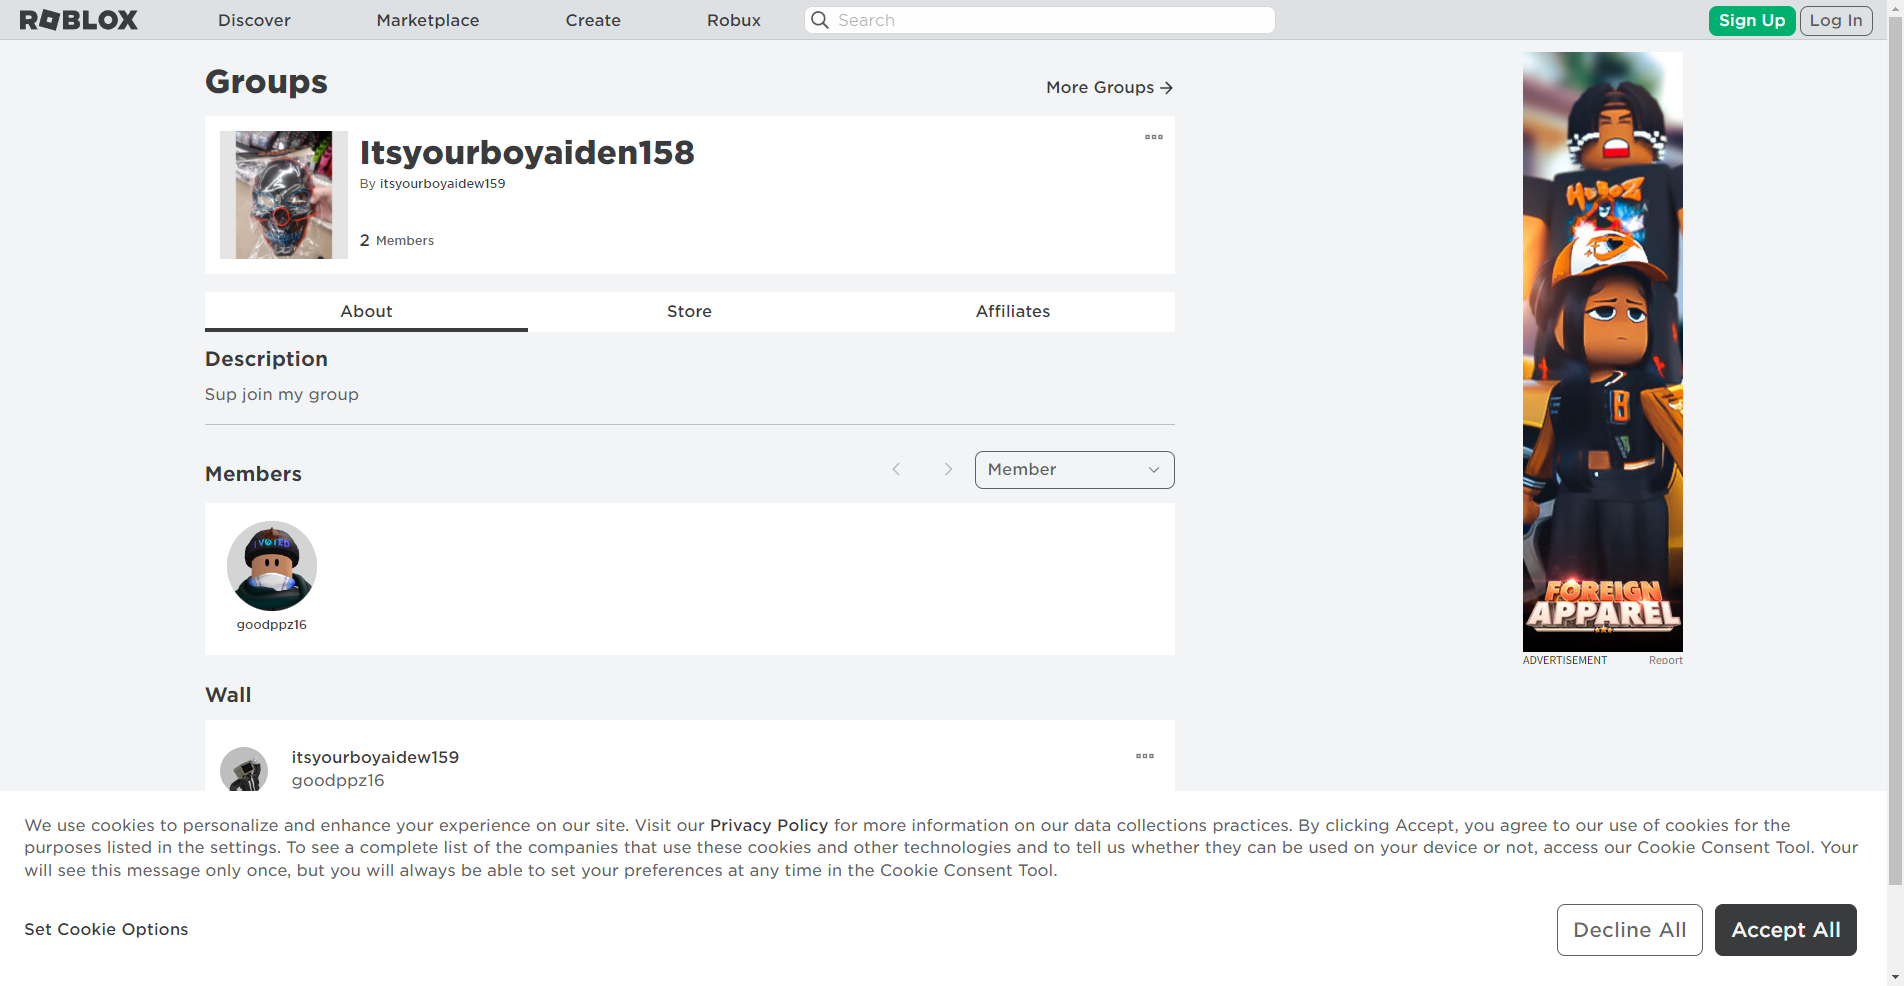 ROBLOX Discover Marketplace Create Robux Search Sign Up Log In
Groups
More Groups
Itsyourboyaiden158
By itsyourboyaidew159
2 Members
About Store Affiliates
Description
Sup join my group
Members
Member
I VOTED
goodppz16
Wall
itsyourboyaidew159
goodppz16
HUBOZ
FOREIGN
APPAREL
ADVERTISEMENT Report
We use cookies to personalize and enhance your experience on our site. Visit our Privacy Policy for more information on our data collections practices. By clicking Accept, you agree to our use of cookies for the
purposes listed in the settings. To see a complete list of the companies that use these cookies and other technologies and to tell us whether they can be used on your device or not, access our Cookie Consent Tool. Your
will see this message only once, but you will always be able to set your preferences at any time in the Cookie Consent Tool.
Set Cookie Options
Decline All
Accept All